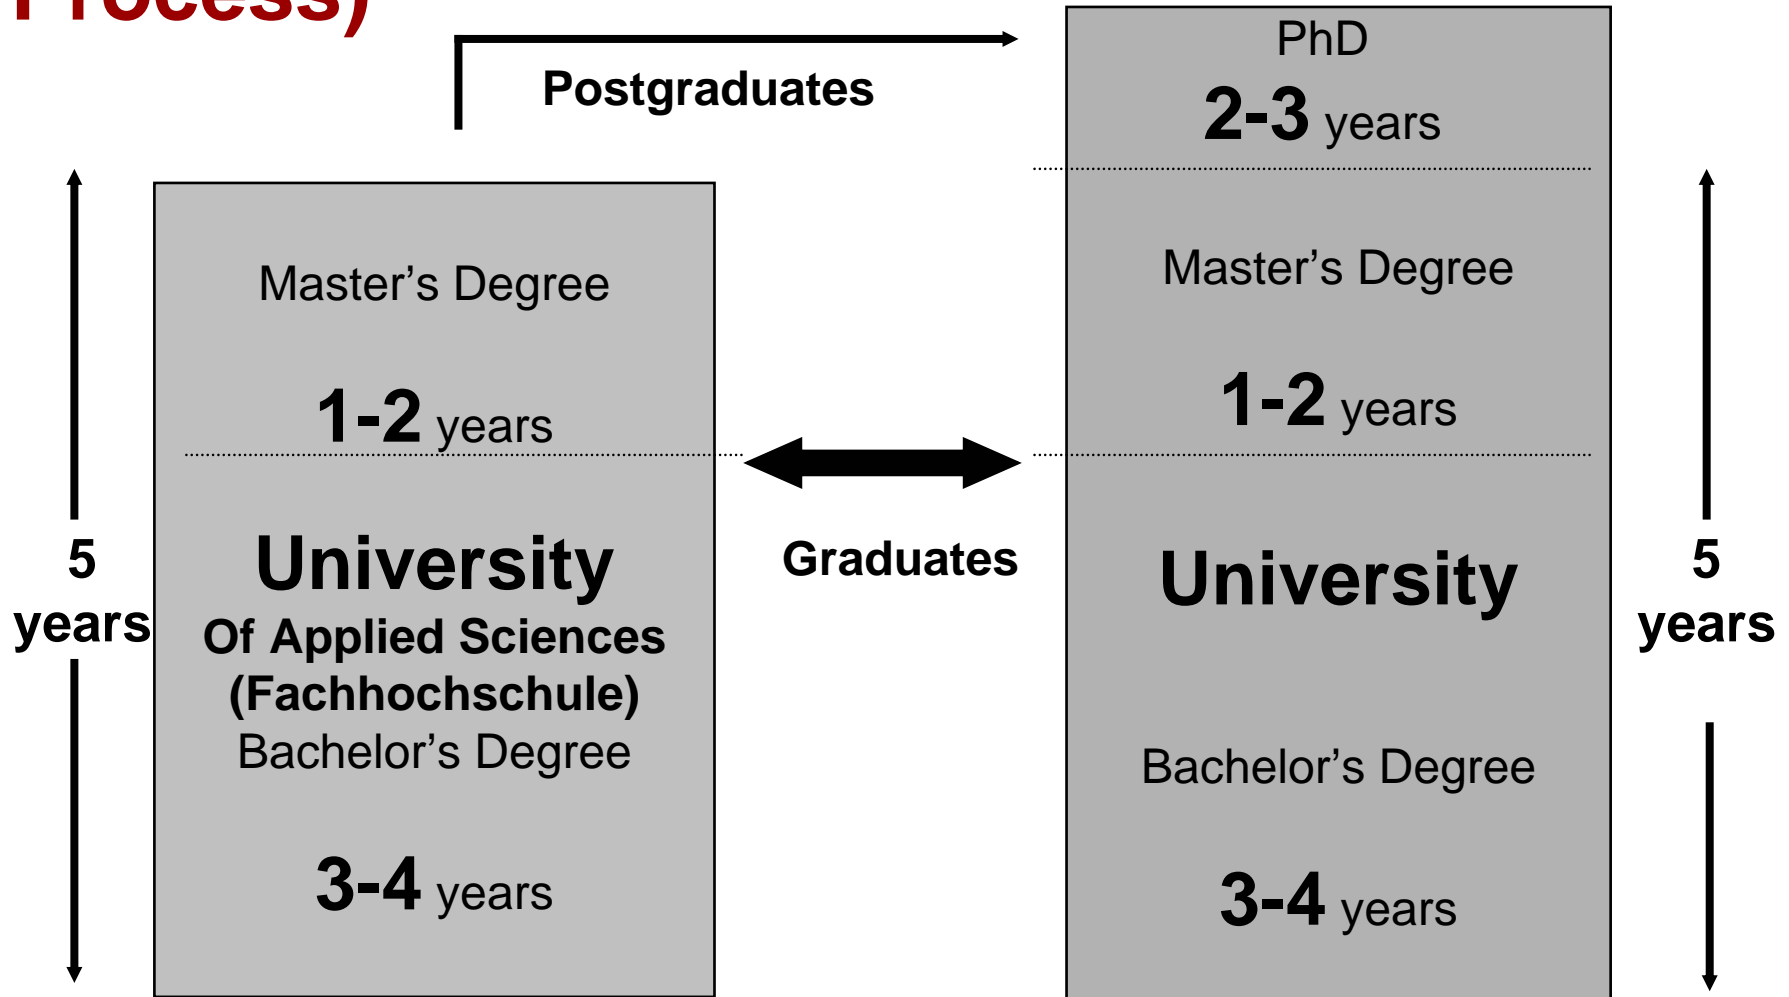 Process)
Postgraduates
PhD
2-3 years
Master’s Degree
1-2 years
Master’s Degree
1-2 years
5
years
University
Of Applied Sciences
(Fachhochschule)
Bachelor’s Degree
3-4 years
Graduates
University
Bachelor’s Degree
3-4 years
5
years